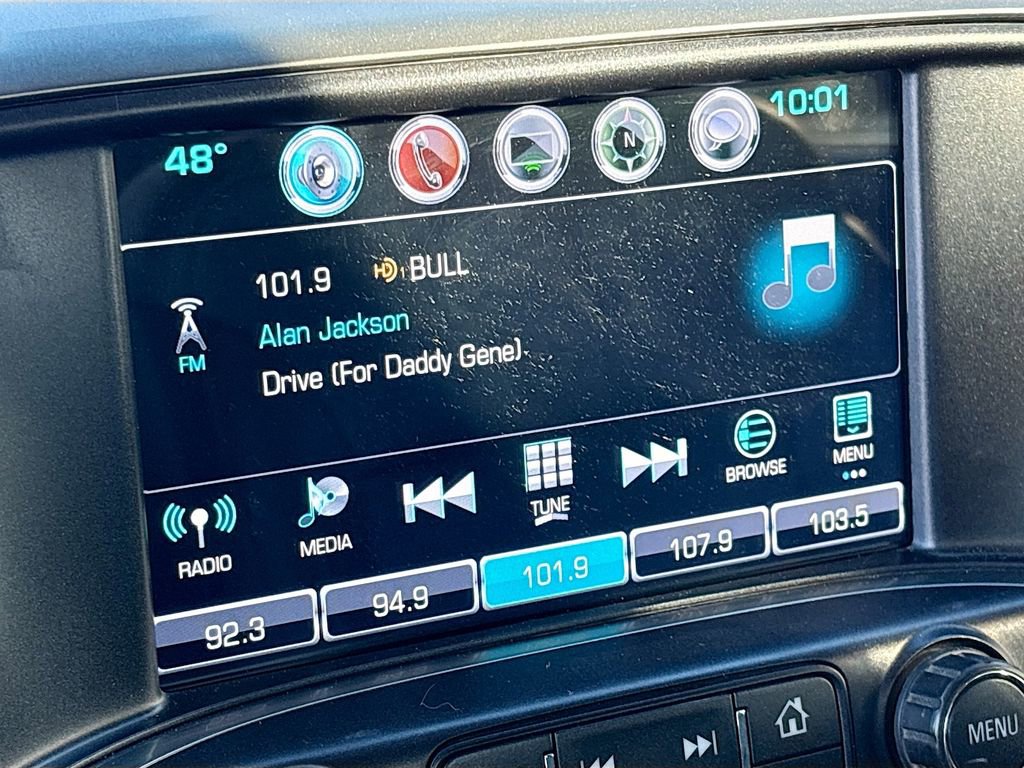 48°
N
10:01
101.9 HD1 BULL
FM
Alan Jackson
Drive (For Daddy Gene)
RADIO
MEDIA
TUNE
BROWSE
MENU
92.3
94.9
101.9
107.9
103.5
MENU